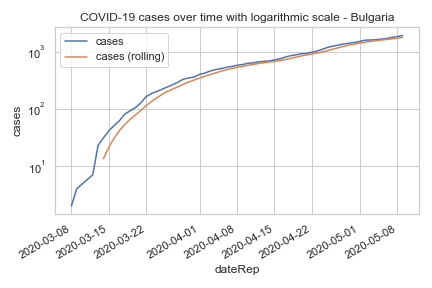 COVID-19 cases over time with logarithmic scale - Bulgaria
cases
cases (rolling)
10³
10²
10¹
cases
2020-03-08
2020-03-15
2020-03-22
2020-04-01
2020-04-08
2020-04-15
2020-04-22
2020-05-01
2020-05-08
dateRep